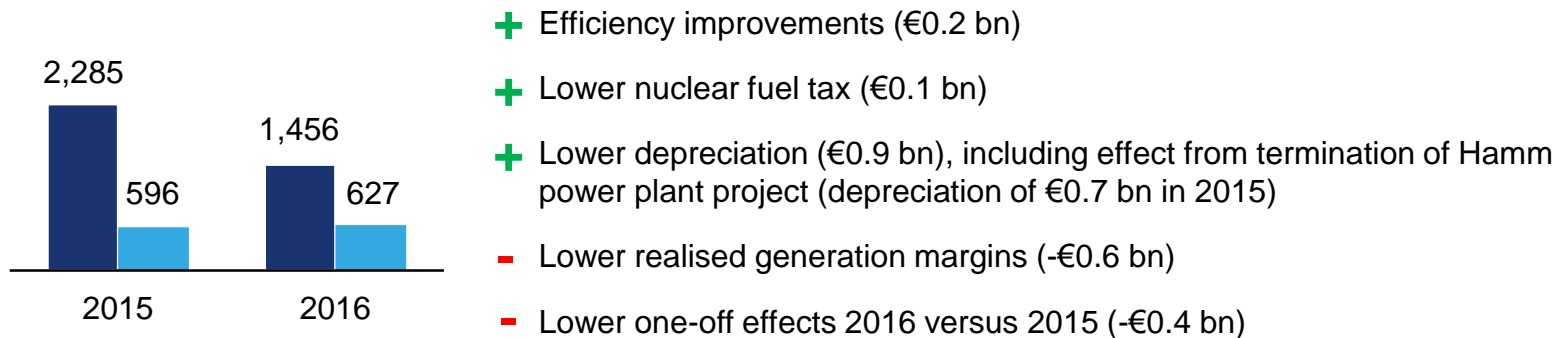 2,285
596
1,456
627
2015
2016
+ Efficiency improvements (€0.2 bn)
+ Lower nuclear fuel tax (€0.1 bn)
+ Lower depreciation (€0.9 bn), including effect from termination of Hamm
power plant project (depreciation of €0.7 bn in 2015)
- Lower realised generation margins (-€0.6 bn)
- Lower one-off effects 2016 versus 2015 (-€0.4 bn)